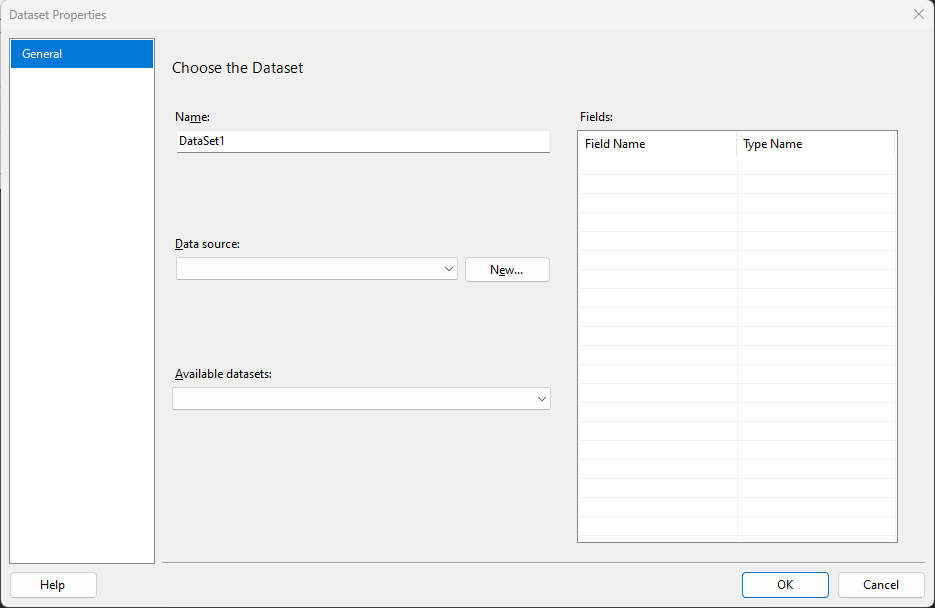 Dataset Properties
General
Choose the Dataset
Name:
DataSet1
Data source:
New...
Available datasets:
Fields:
Field Name Type Name
Help
OK
Cancel